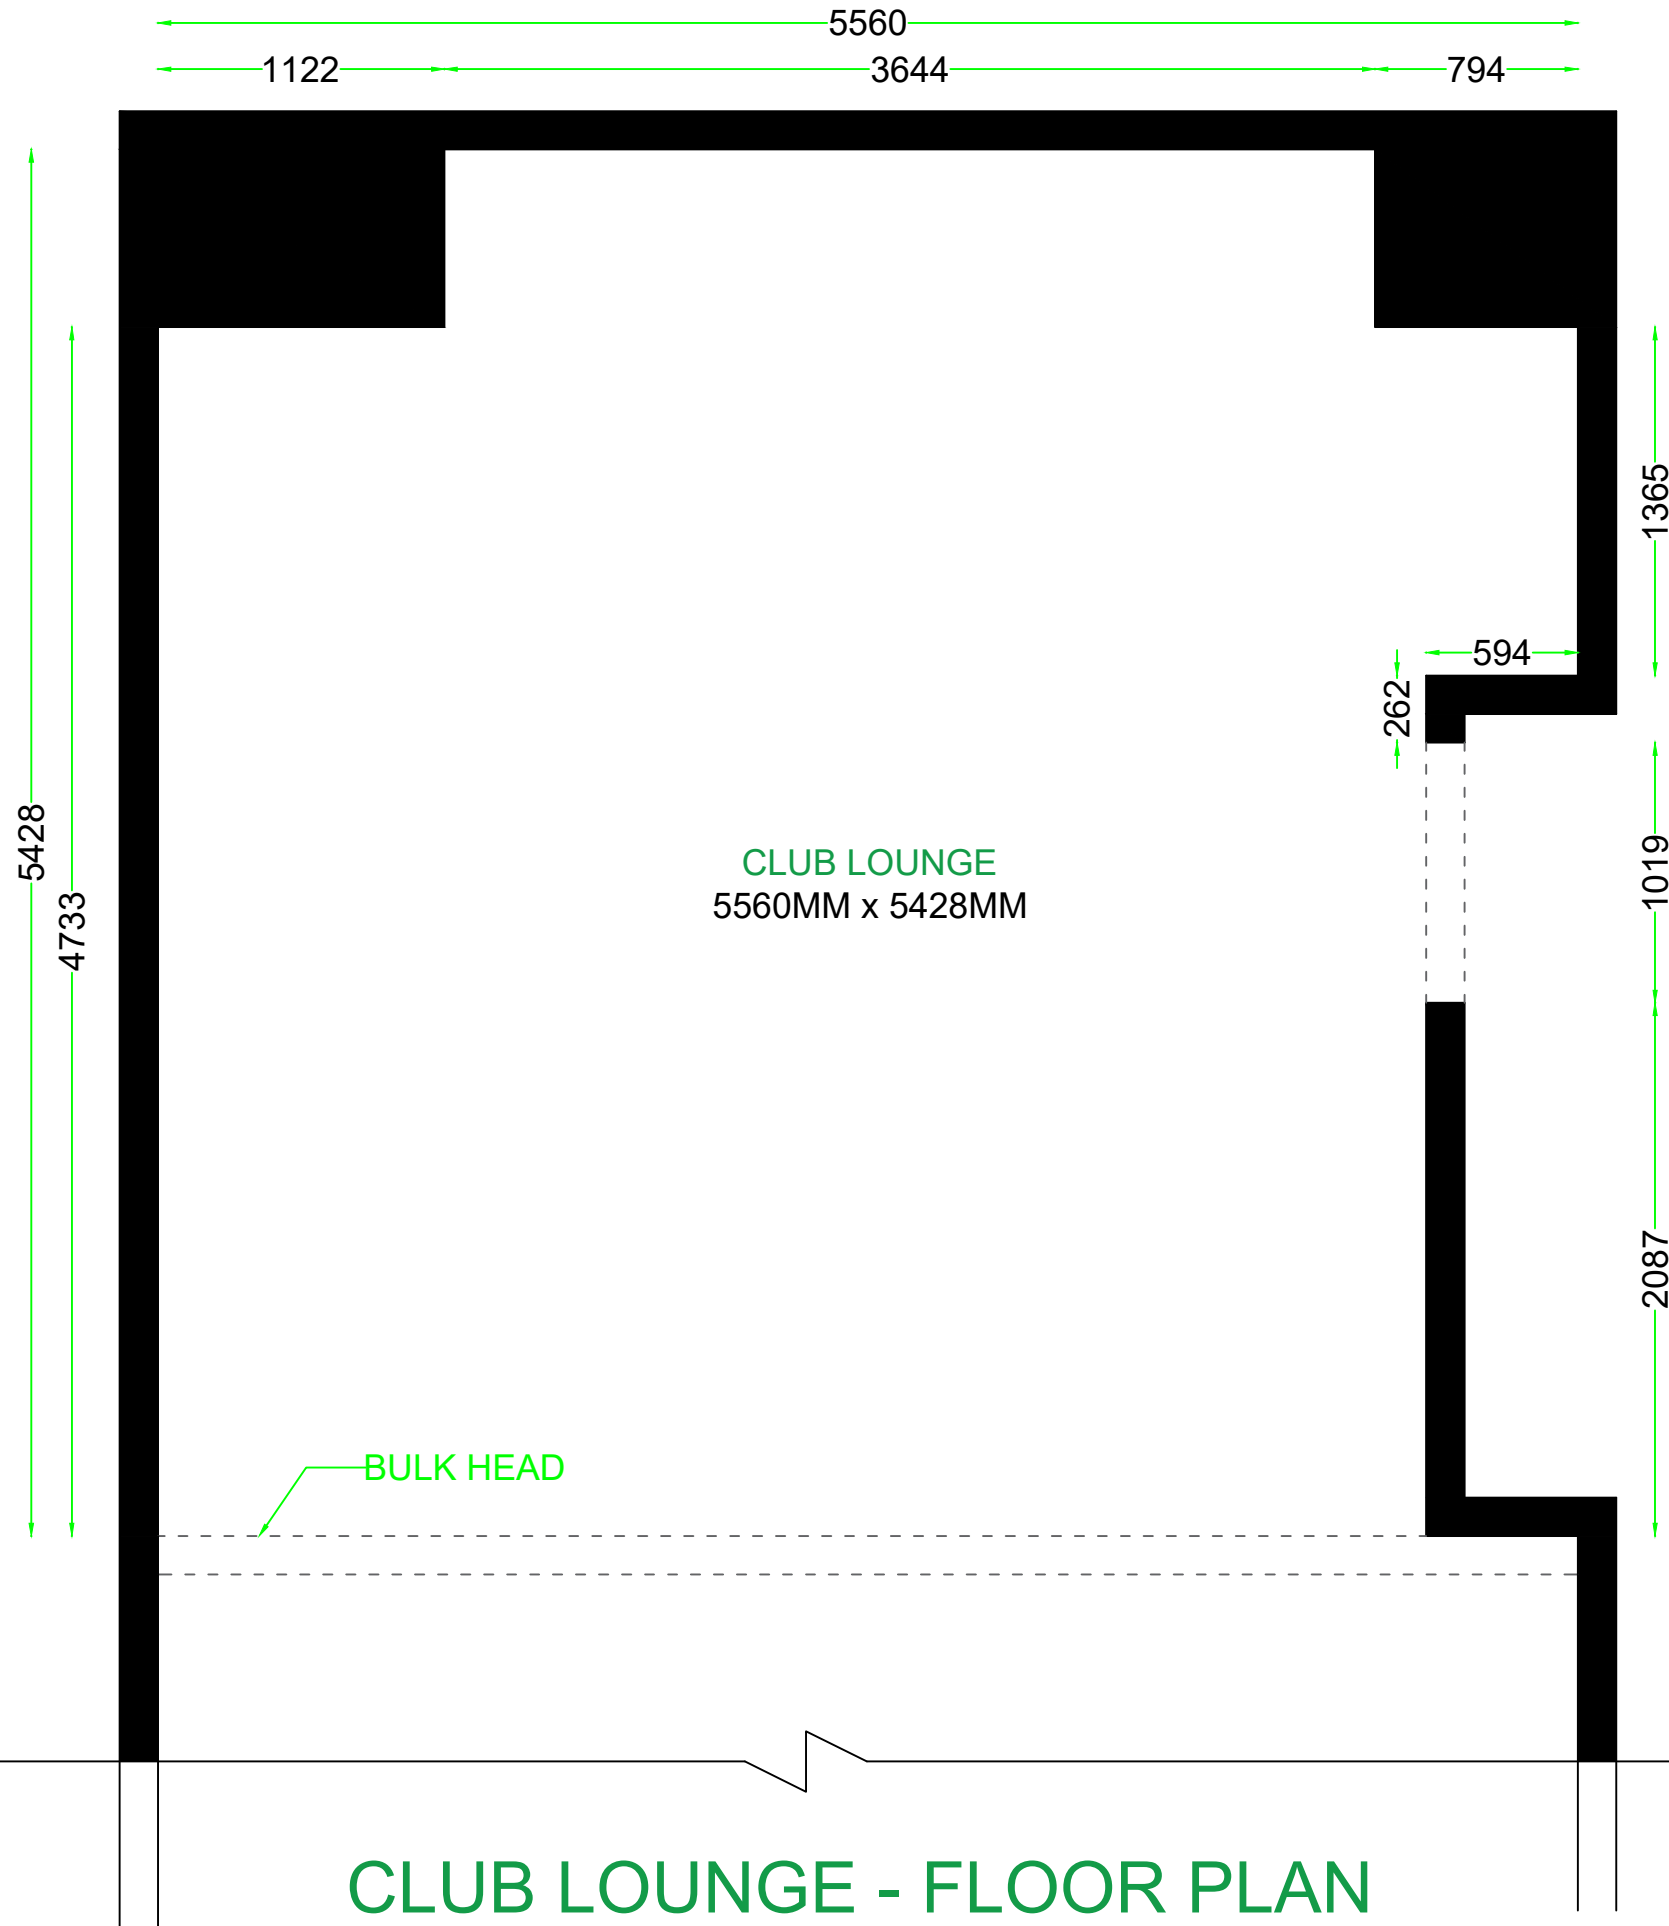 5560
1122 3644 794
1365
594
262
5428
4733
1019
CLUB LOUNGE
5560MM x 5428MM
2087
BULK HEAD
CLUB LOUNGE - FLOOR PLAN